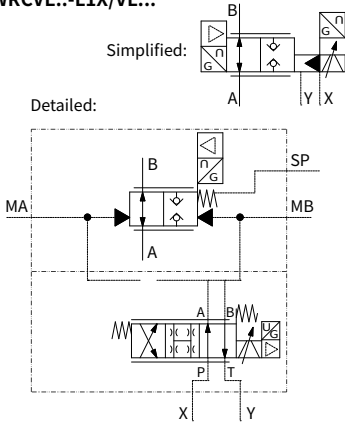 WRCVE..-L1X/VE...
B
Simplified:
G
U
G
A
Y X
Detailed:
B
U
G
SP
MA
MB
A
A B
U
G
P T
X Y